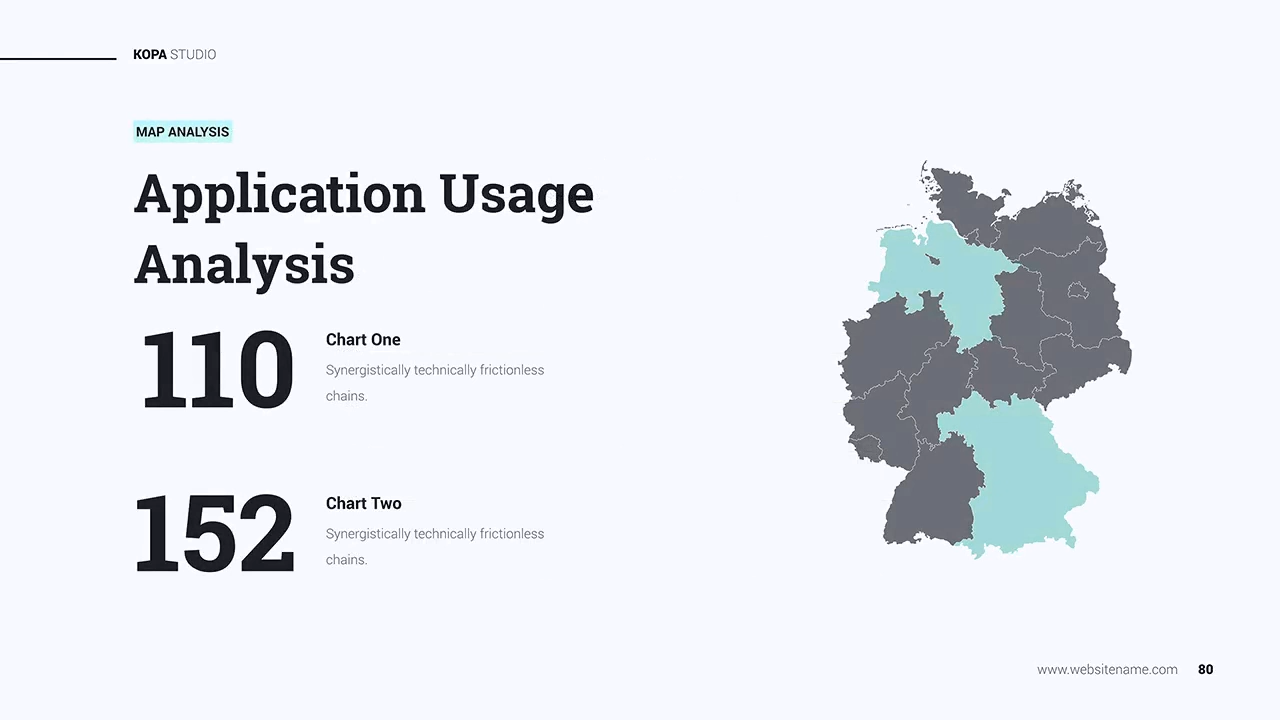 KOPA STUDIO
MAP ANALYSIS
Application Usage
Analysis
110
Chart One
Synergistically technically frictionless
chains.
152
Chart Two
Synergistically technically frictionless
chains.
www.websitename.com 80